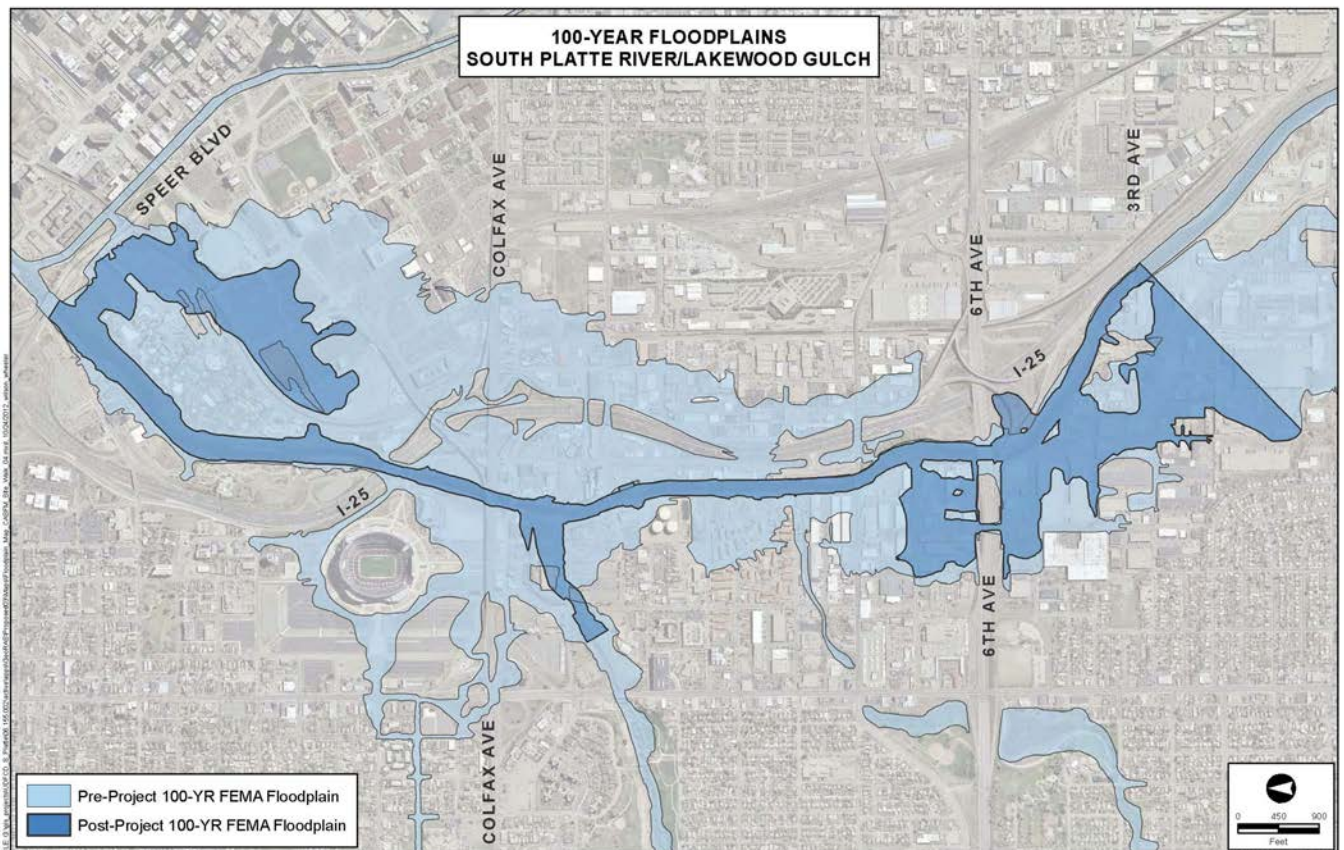 100-YEAR FLOODPLAINS
SOUTH PLATTE RIVER/LAKEWOOD GULCH
SPEER BLVD
COLFAX AVE
3RD AVE
6TH AVE
I-25
I-25
6TH AVE
COLFAX AVE
Pre-Project 100-YR FEMA Floodplain
Post-Project 100-YR FEMA Floodplain
0 450 900
Feet